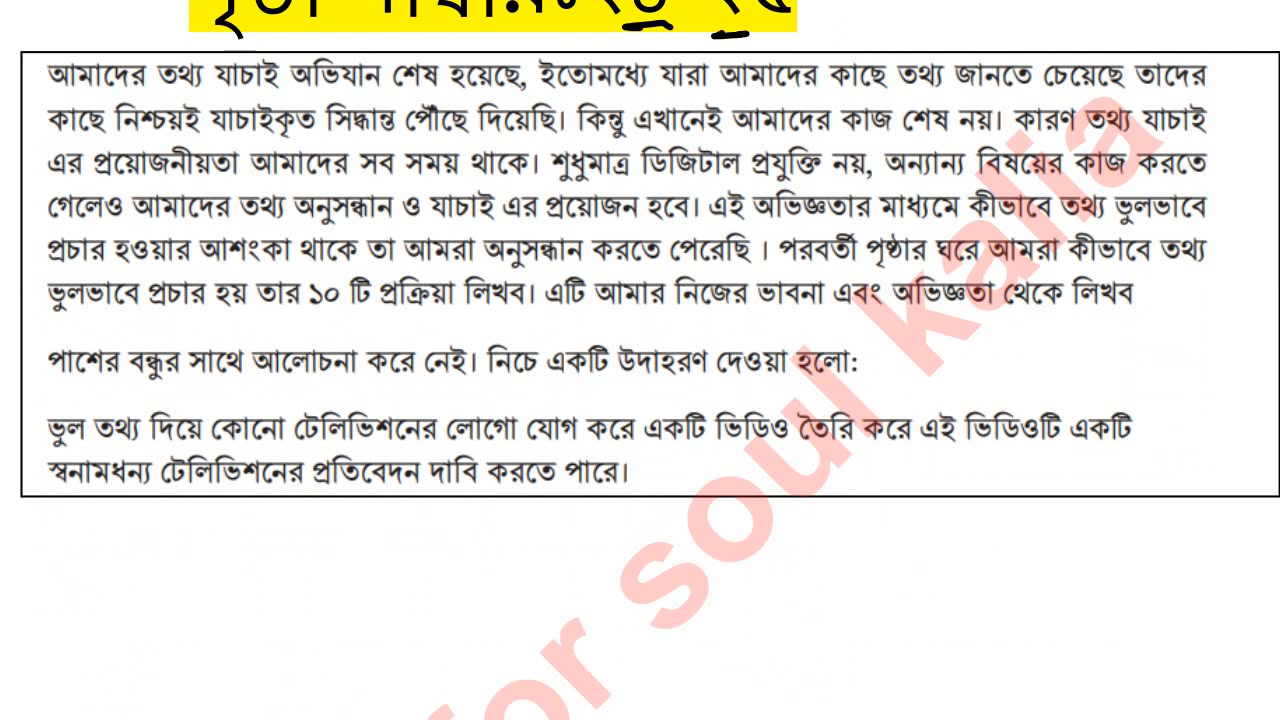 আমাদের তথ্য যাচাই অভিযান শেষ হয়েছে, ইতোমধ্যে যারা আমাদের কাছে তথ্য জানতে চেয়েছে তাদের
কাছে নিশ্চয়ই যাচাইকৃত সিদ্ধান্ত পৌঁছে দিয়েছি। কিন্তু এখানেই আমাদের কাজ শেষ নয়। কারণ তথ্য যাচাই
এর প্রয়োজনীয়তা আমাদের সব সময় থাকে। শুধুমাত্র ডিজিটাল প্রযুক্তি নয়, অন্যান্য বিষয়ের কাজ করতে
গেলেও আমাদের তথ্য অনুসন্ধান ও যাচাই এর প্রয়োজন হবে। এই অভিজ্ঞতার মাধ্যমে কীভাবে তথ্য ভুলভাবে
প্রচার হওয়ার আশংকা থাকে তা আমরা অনুসন্ধান করতে পেরেছি । পরবর্তী পৃষ্ঠার ঘরে আমরা কীভাবে তথ্য
ভুলভাবে প্রচার হয় তার ১০ টি প্রক্রিয়া লিখব। এটি আমার নিজের ভাবনা এবং অভিজ্ঞতা থেকে লিখব
পাশের বন্ধুর সাথে আলোচনা করে নেই। নিচে একটি উদাহরণ দেওয়া হলো:
ভুল তথ্য দিয়ে কোনো টেলিভিশনের লোগো যোগ করে একটি ভিডিও তৈরি করে এই ভিডিওটি একটি
স্বনামধন্য টেলিভিশনের প্রতিবেদন দাবি করতে পারে।
for soul kalia